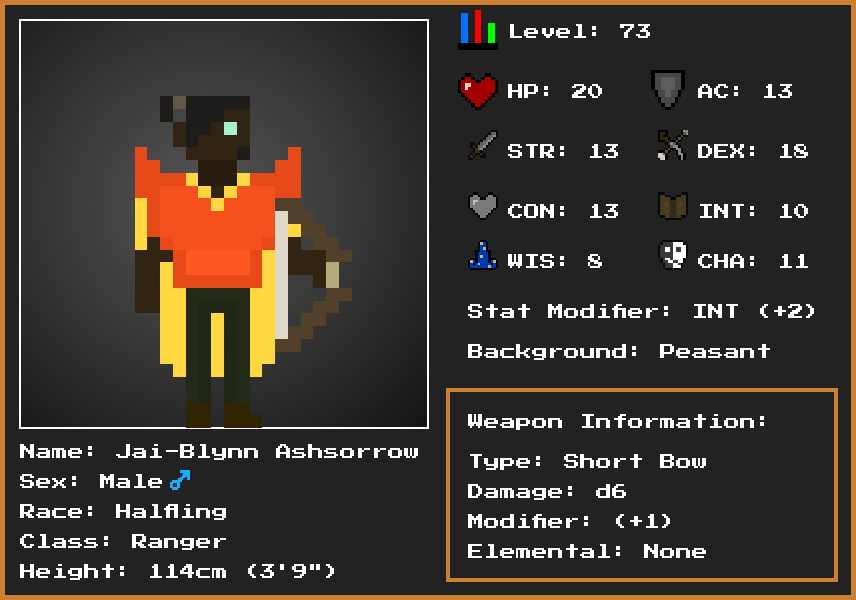 Level: 73
HP: 20 AC: 13
STR: 13 DEX: 18
CON: 13 INT: 10
WIS: 8 CHA: 11
Stat Modifier: INT (+2)
Background: Peasant
Weapon Information:
Type: Short Bow
Damage: d6
Modifier: (+1)
Elemental: None
Name: Jai-Blynn Ashsorrow
Sex: Male ♂
Race: Halfling
Class: Ranger
Height: 114cm (3'9")